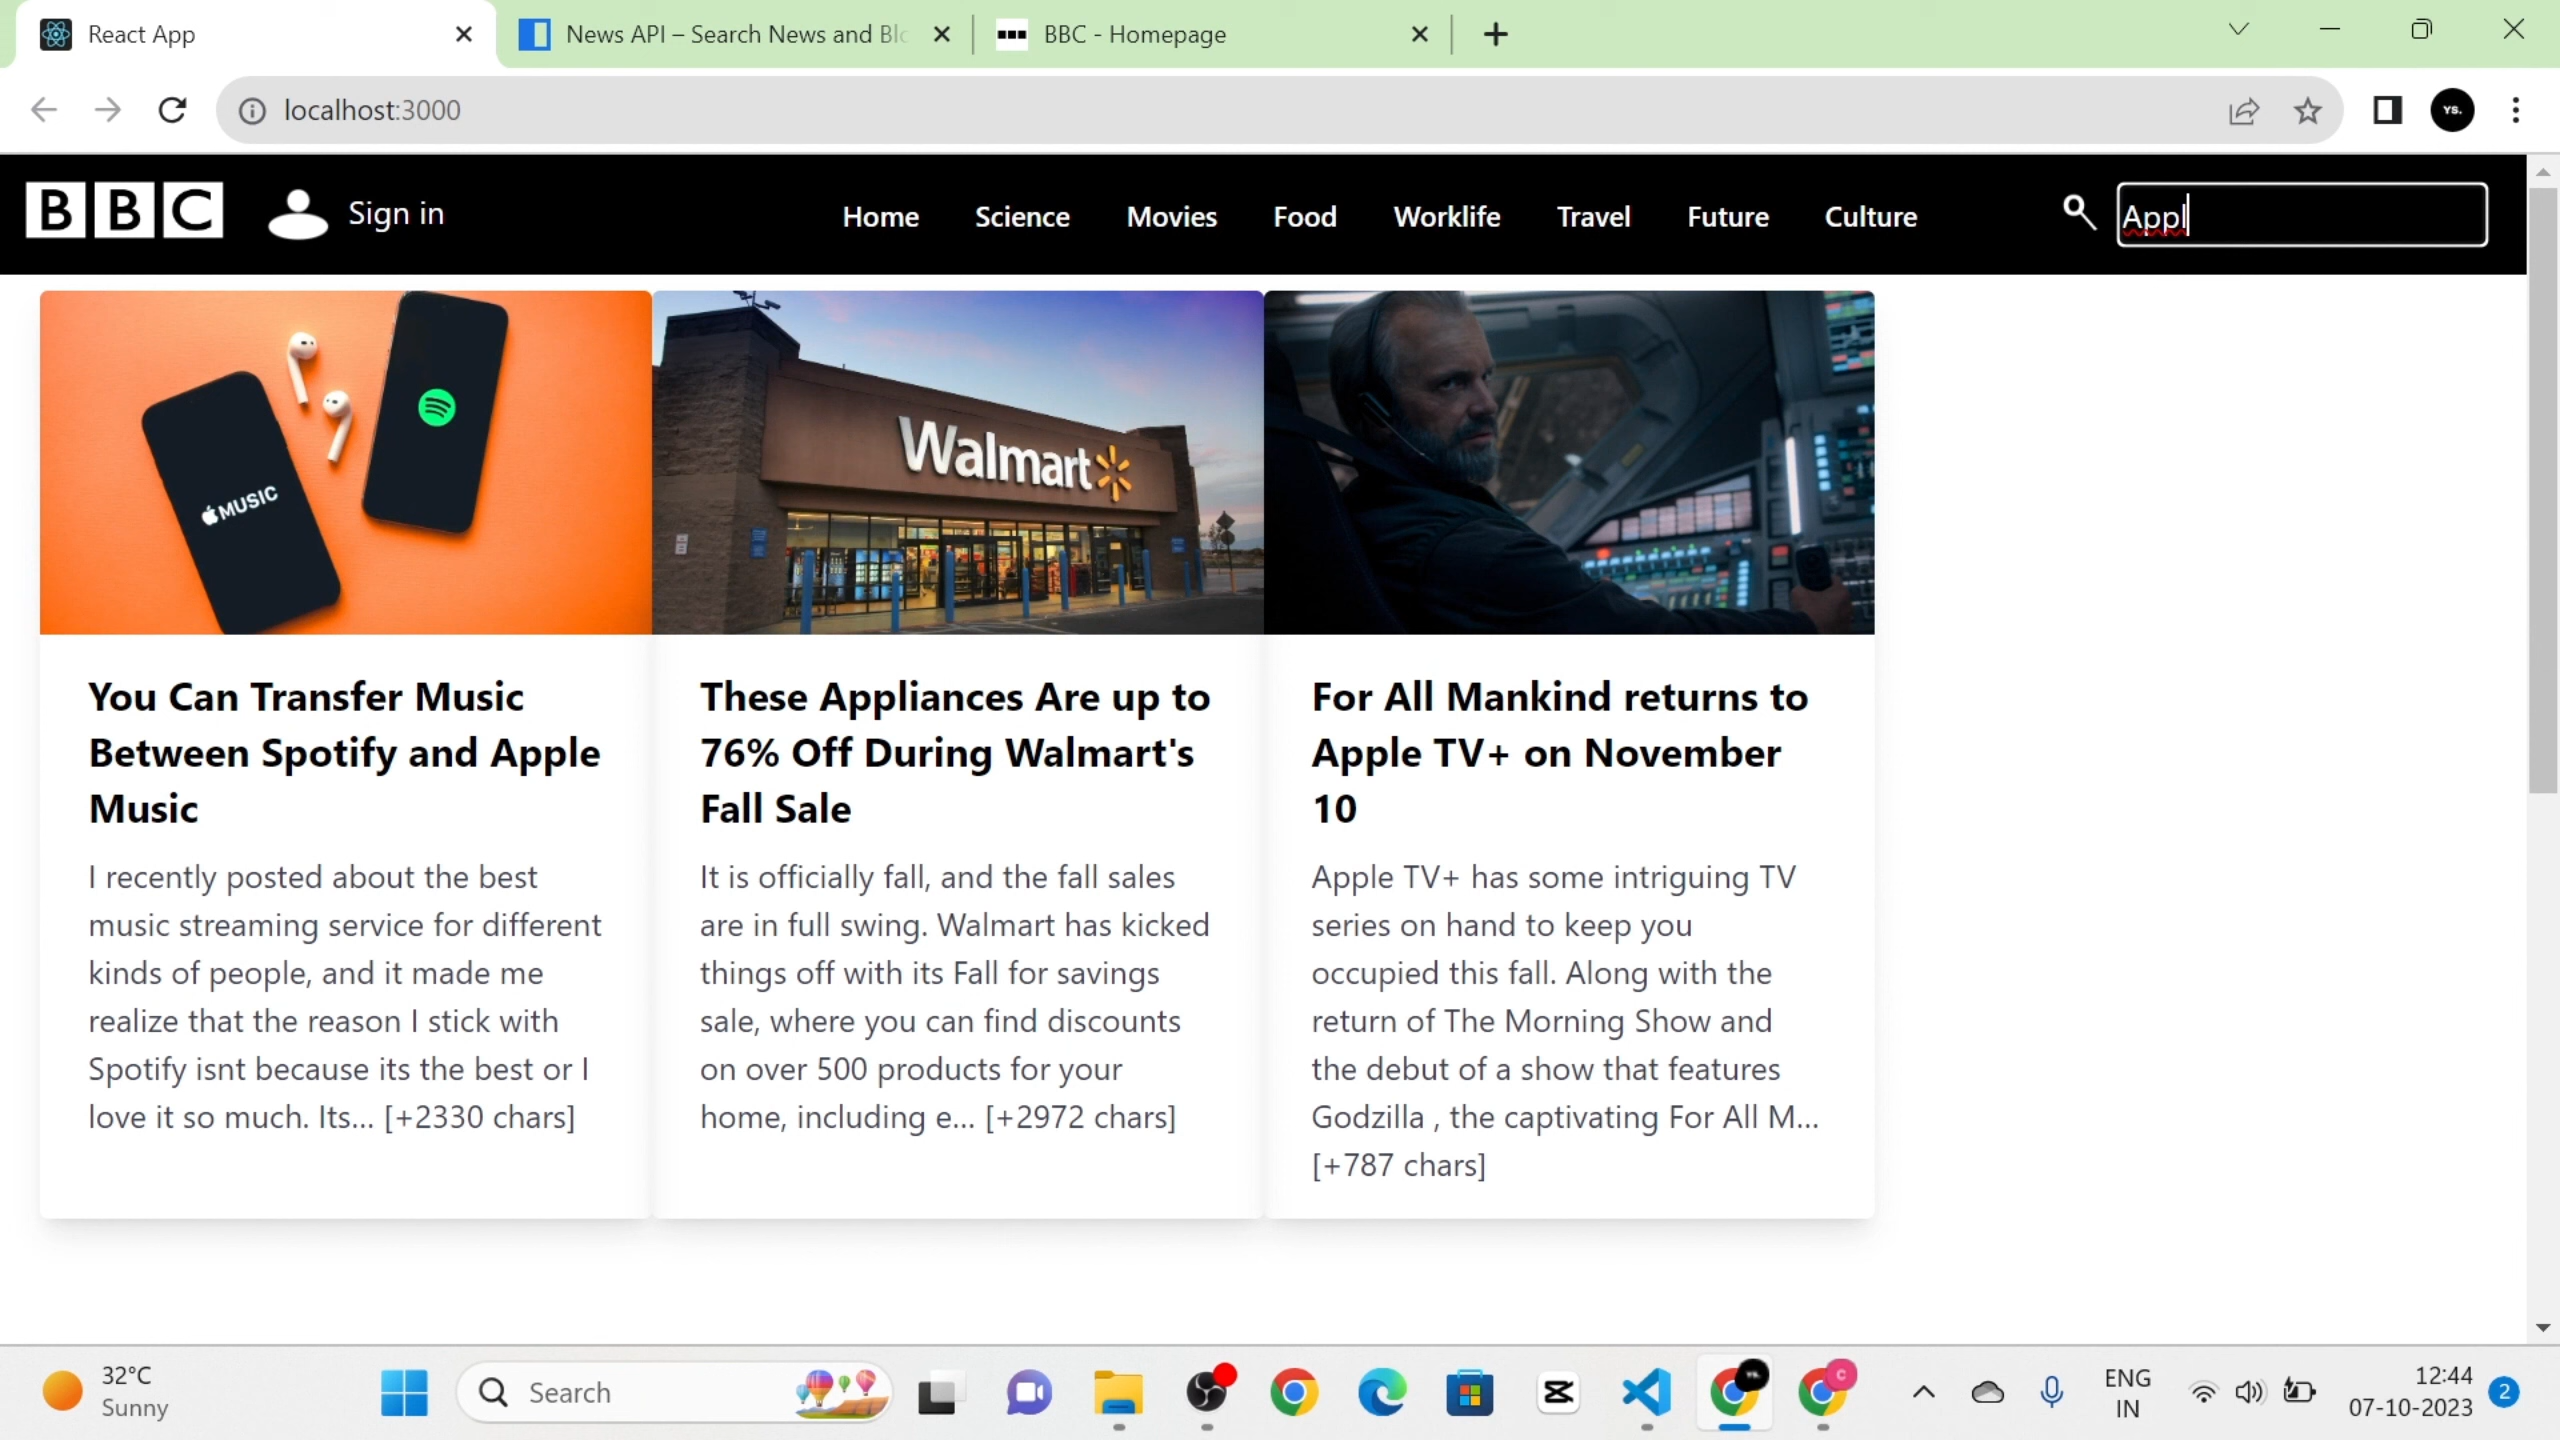 React App
News API – Search News and Blo
BBC - Homepage
localhost:3000
YS.
BBC
Sign in
Home
Science
Movies
Food
Worklife
Travel
Future
Culture
Appl
MUSIC
Walmart
You Can Transfer Music
Between Spotify and Apple
Music
I recently posted about the best
music streaming service for different
kinds of people, and it made me
realize that the reason I stick with
Spotify isnt because its the best or I
love it so much. Its… [+2330 chars]
These Appliances Are up to
76% Off During Walmart's
Fall Sale
It is officially fall, and the fall sales
are in full swing. Walmart has kicked
things off with its Fall for savings
sale, where you can find discounts
on over 500 products for your
home, including e… [+2972 chars]
For All Mankind returns to
Apple TV+ on November
10
Apple TV+ has some intriguing TV
series on hand to keep you
occupied this fall. Along with the
return of The Morning Show and
the debut of a show that features
Godzilla , the captivating For All M…
[+787 chars]
32°C
Sunny
Search
C
ENG
IN
12:44
07-10-2023
2